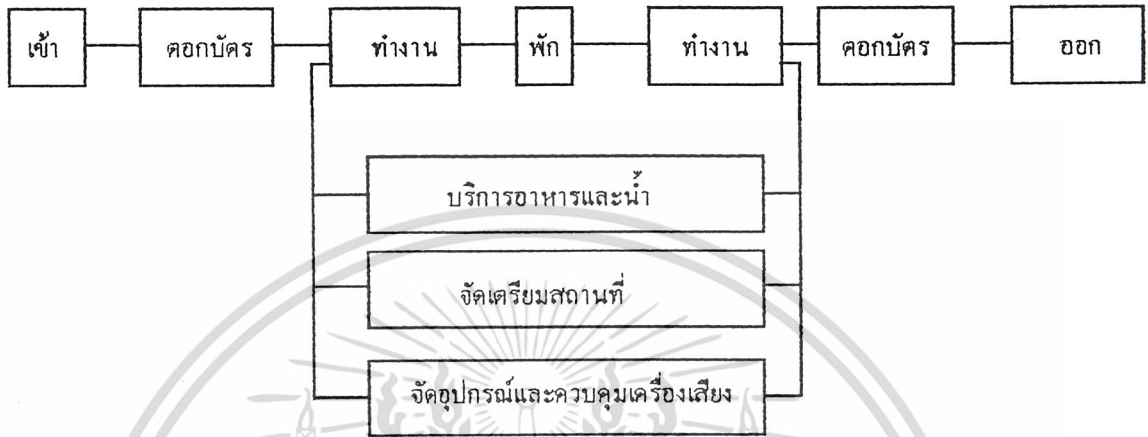 เข้า ตอกบัตร ทำงาน พัก ทำงาน ตอกบัตร ออก
บริการอาหารและน้ำ
จัดเตรียมสถานที่
จัดอุปกรณ์และควบคุมเครื่องเสียง